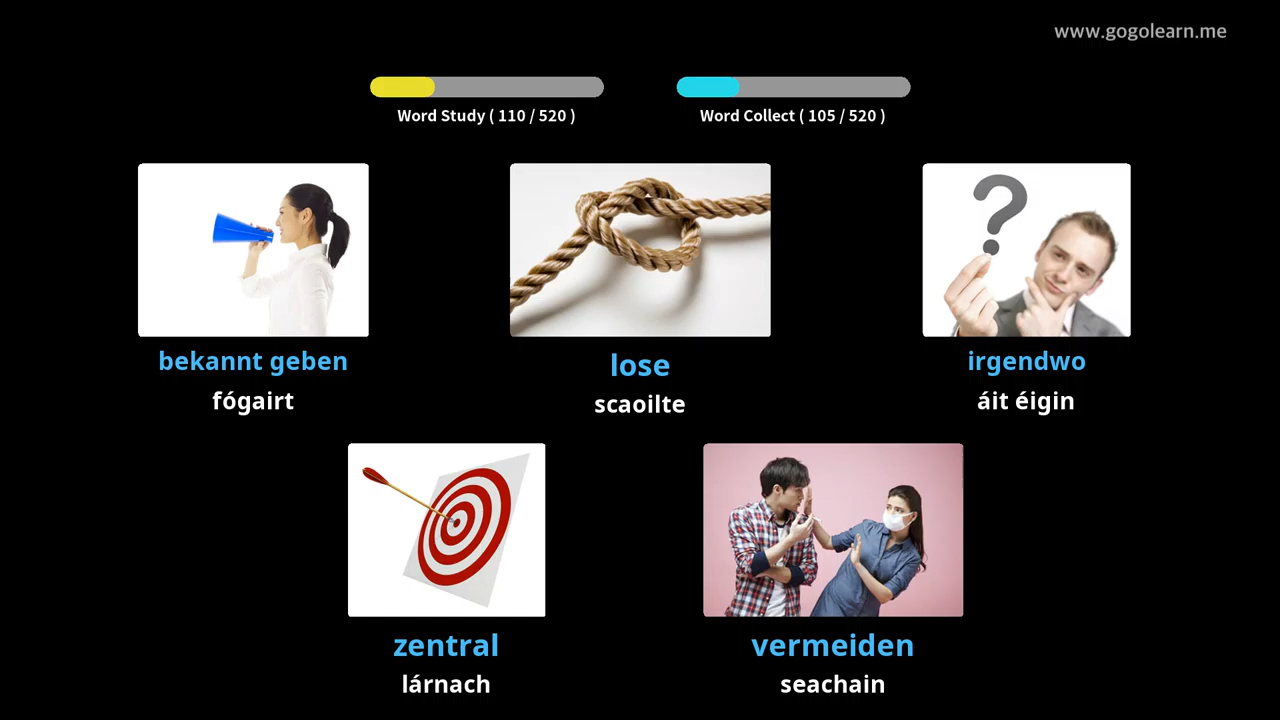 www.gogolearn.me
Word Study ( 110 / 520 )
Word Collect ( 105 / 520 )
bekannt geben
fógairt
lose
scaoilte
irgendwo
áit éigin
zentral
lárnach
vermeiden
seachain